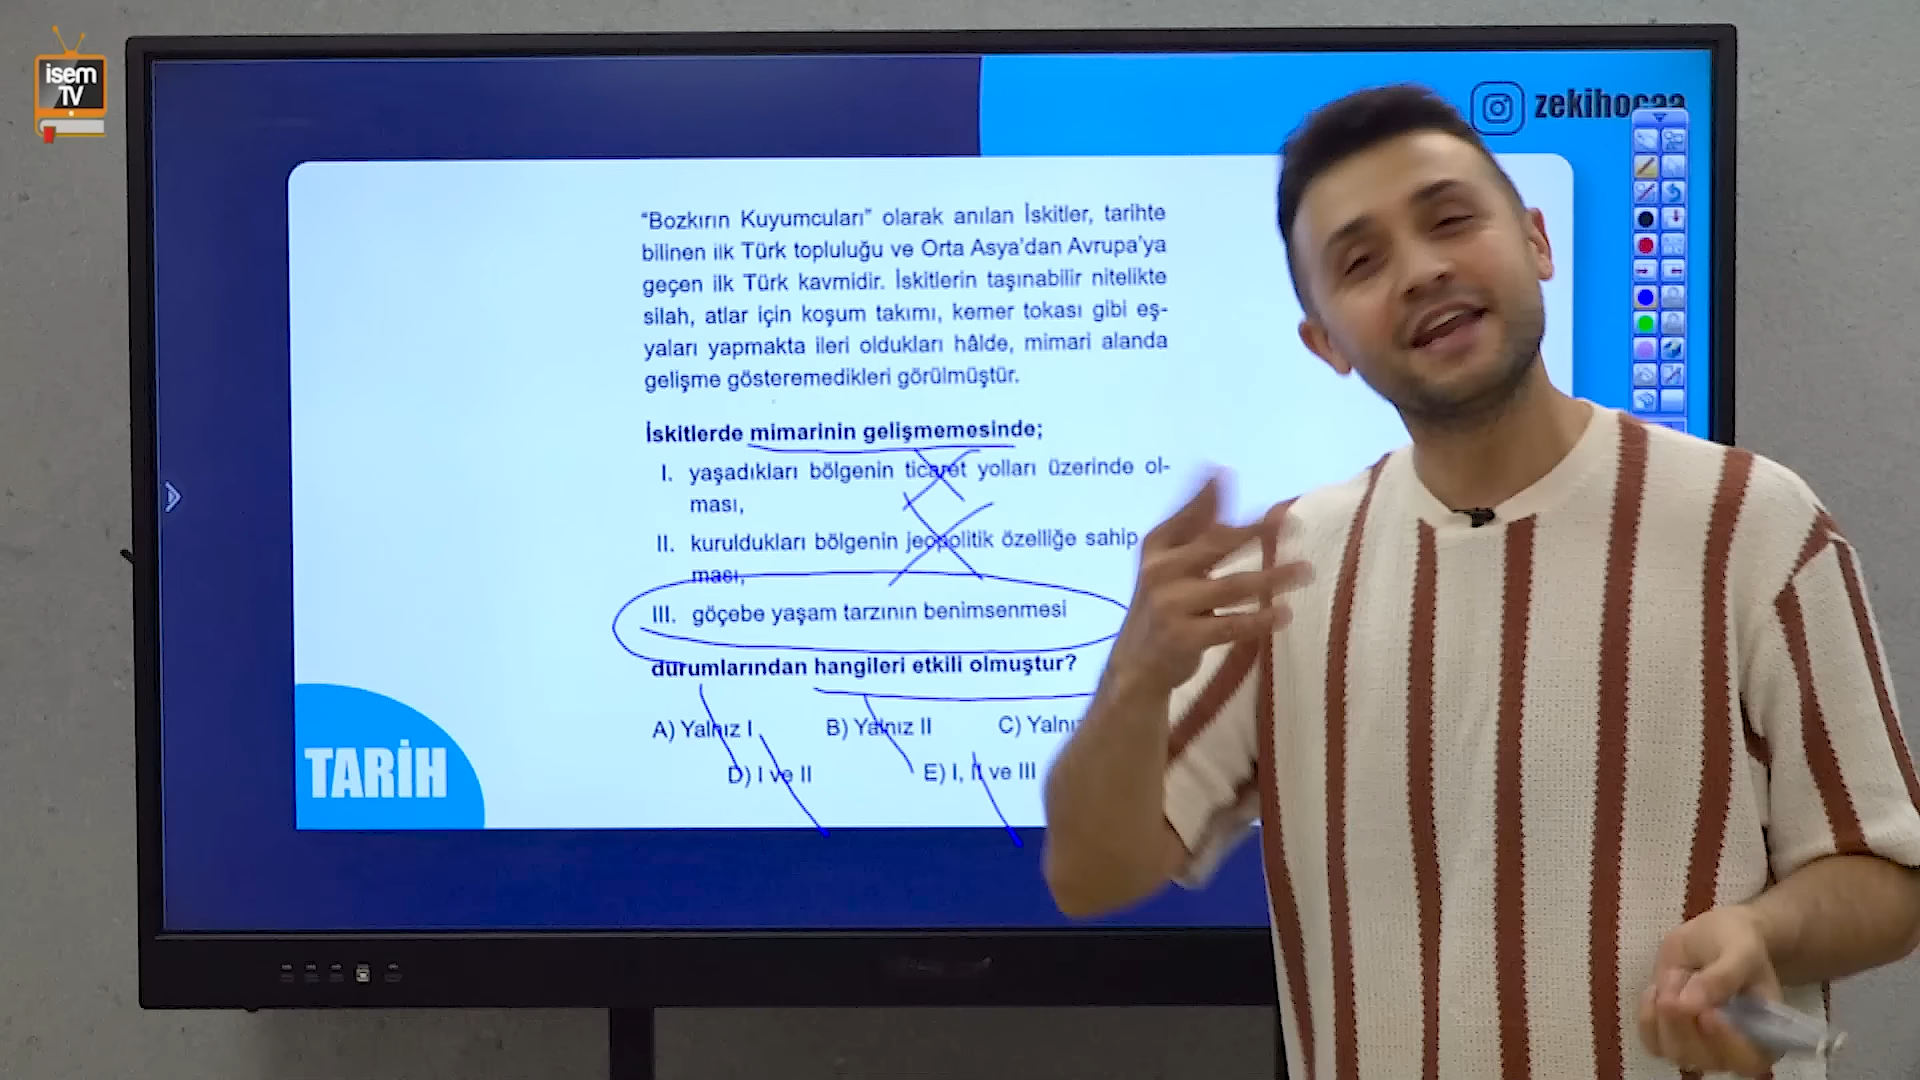 isem
TV
zekihocaa
"Bozkırın Kuyumcuları" olarak anılan İskitler, tarihte
bilinen ilk Türk topluluğu ve Orta Asya'dan Avrupa'ya
geçen ilk Türk kavmidir. İskitlerin taşınabilir nitelikte
silah, atlar için koşum takımı, kemer tokası gibi eş-
yaları yapmakta ileri oldukları hâlde, mimari alanda
gelişme gösteremedikleri görülmüştür.
İskitlerde mimarinin gelişmemesinde;
I. yaşadıkları bölgenin ticaret yolları üzerinde ol-
ması,
II. kuruldukları bölgenin jeopolitik özelliğe sahip
ması,
III. göçebe yaşam tarzının benimsenmesi
durumlarından hangileri etkili olmuştur?
A) Yalnız I B) Yalnız II C) Yalnız
D) I ve II E) I, II ve III
TARİH